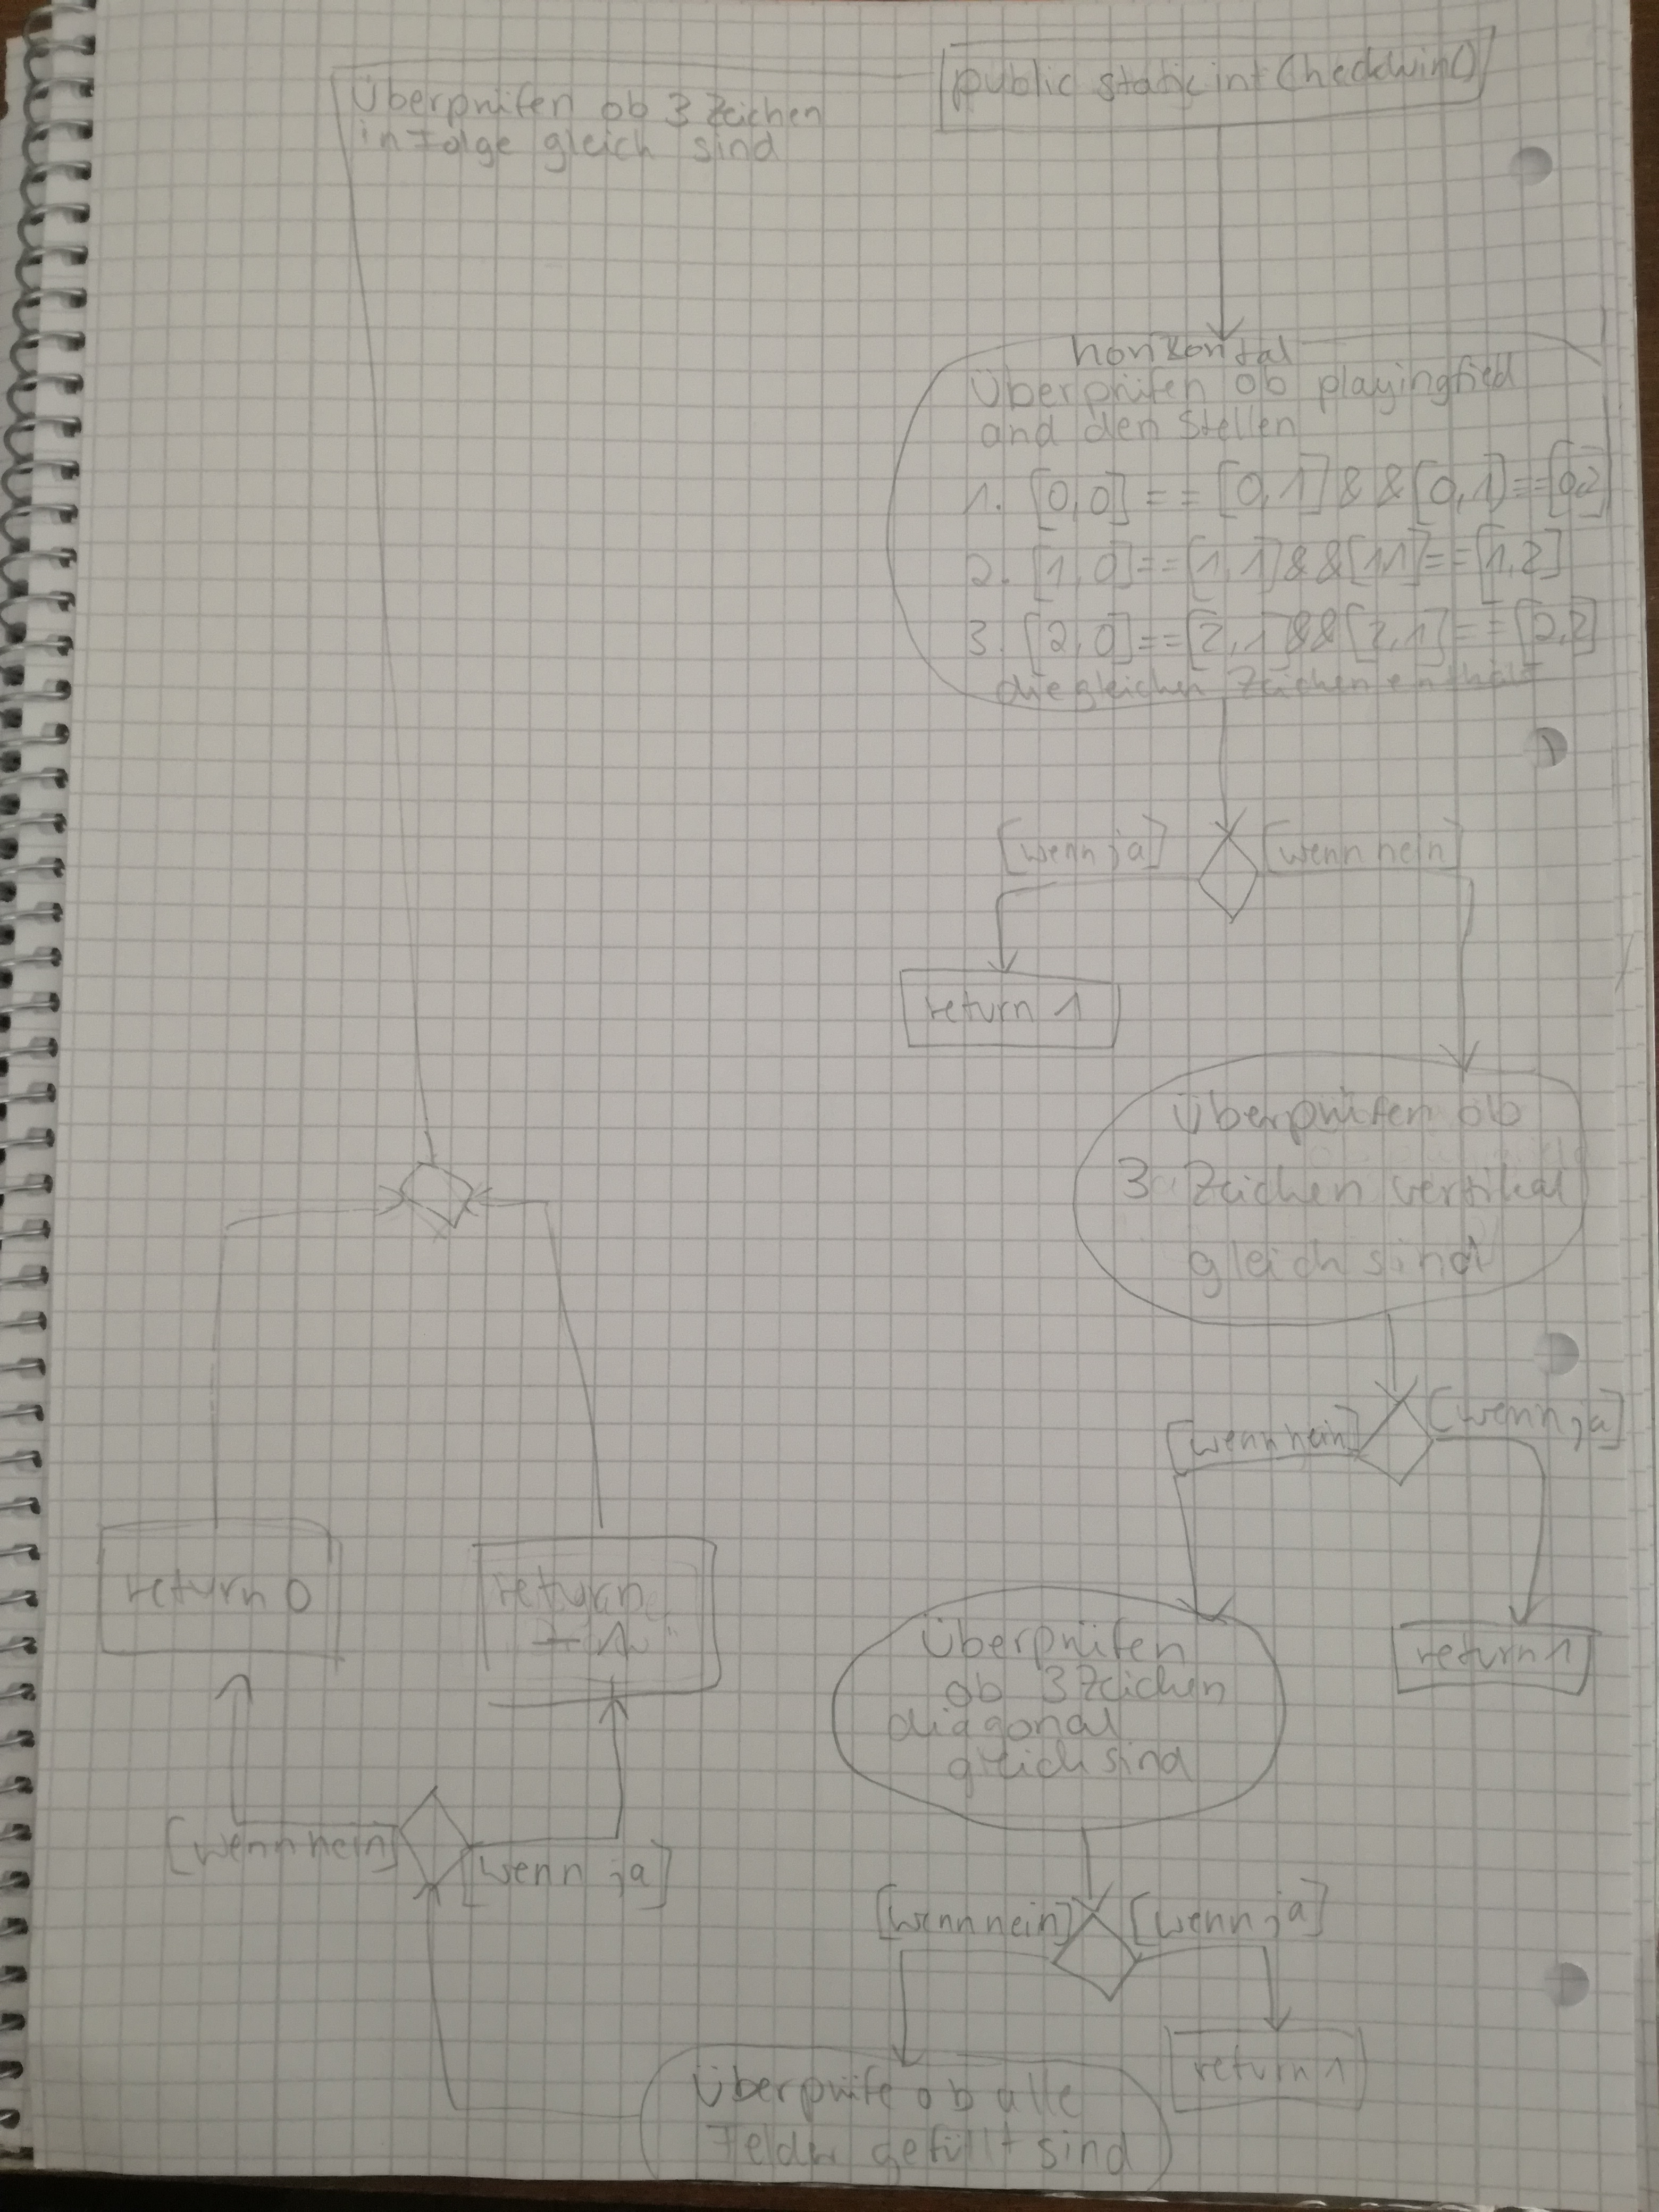 public static int CheckWin()
Überprüfen ob 3 Zeichen
in Folge gleich sind
horizontal
Überprüfen ob playingfied
and den Stellen
1. [0,0] == [0,1] && [0,1] == [0,2]
2. [1,0] == [1,1] && [1,1] == [1,2]
3. [2,0] == [2,1] && [2,1] == [2,2]
die gleichen Zeichen enthält
[wenn ja] [wenn nein]
return 1
Überprüfen ob
3 Zeichen vertikal
gleich sind
[wenn nein] [wenn ja]
return 1
Überprüfen
ob 3 Zeichen
diagonal
gleich sind
[wenn nein] [wenn ja]
return 1
Überprüfe ob alle
Felder gefüllt sind
[wenn nein] [wenn ja]
return 0
return